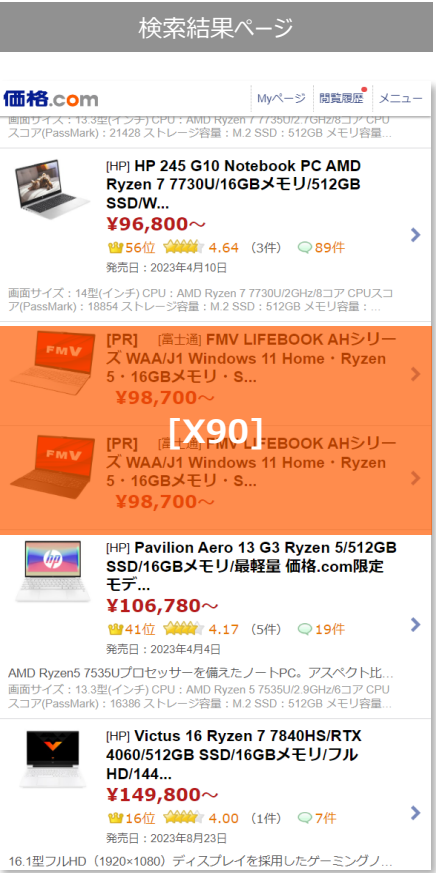 検索結果ページ
価格.com
Myページ
閲覧履歴
メニュー
画面サイズ：13.3型(インチ) CPU：AMD Ryzen 7 7735U/2.7GHz/8コア CPU
スコア(PassMark)：21428 ストレージ容量：M.2 SSD：512GB メモリ容量...
[HP] HP 245 G10 Notebook PC AMD
Ryzen 7 7730U/16GBメモリ/512GB
SSD/W...
¥96,800～
56位 4.64 （3件） 89件
発売日：2023年4月10日
画面サイズ：14型(インチ) CPU：AMD Ryzen 7 7730U/2GHz/8コア CPUスコ
ア(PassMark)：18854 ストレージ容量：M.2 SSD：512GB メモリ容量：...
FMV
[PR] [富士通] FMV LIFEBOOK AHシリー
ズ WAA/J1 Windows 11 Home・Ryzen
5・16GBメモリ・S...
¥98,700～
[X90]
FMV
[PR] [富士通] FMV LIFEBOOK AHシリー
ズ WAA/J1 Windows 11 Home・Ryzen
5・16GBメモリ・S...
¥98,700～
[HP] Pavilion Aero 13 G3 Ryzen 5/512GB
SSD/16GBメモリ/最軽量 価格.com限定
モデ...
¥106,780～
41位 4.17 （5件） 19件
発売日：2023年4月4日
AMD Ryzen5 7535Uプロセッサーを備えたノートPC。アスペクト比...
画面サイズ：13.3型(インチ) CPU：AMD Ryzen 5 7535U/2.9GHz/6コア CPU
スコア(PassMark)：16386 ストレージ容量：M.2 SSD：512GB メモリ容量...
[HP] Victus 16 Ryzen 7 7840HS/RTX
4060/512GB SSD/16GBメモリ/フル
HD/144...
¥149,800～
16位 4.00 （1件） 7件
発売日：2023年8月23日
16.1型フルHD（1920×1080）ディスプレイを採用したゲーミングノ...